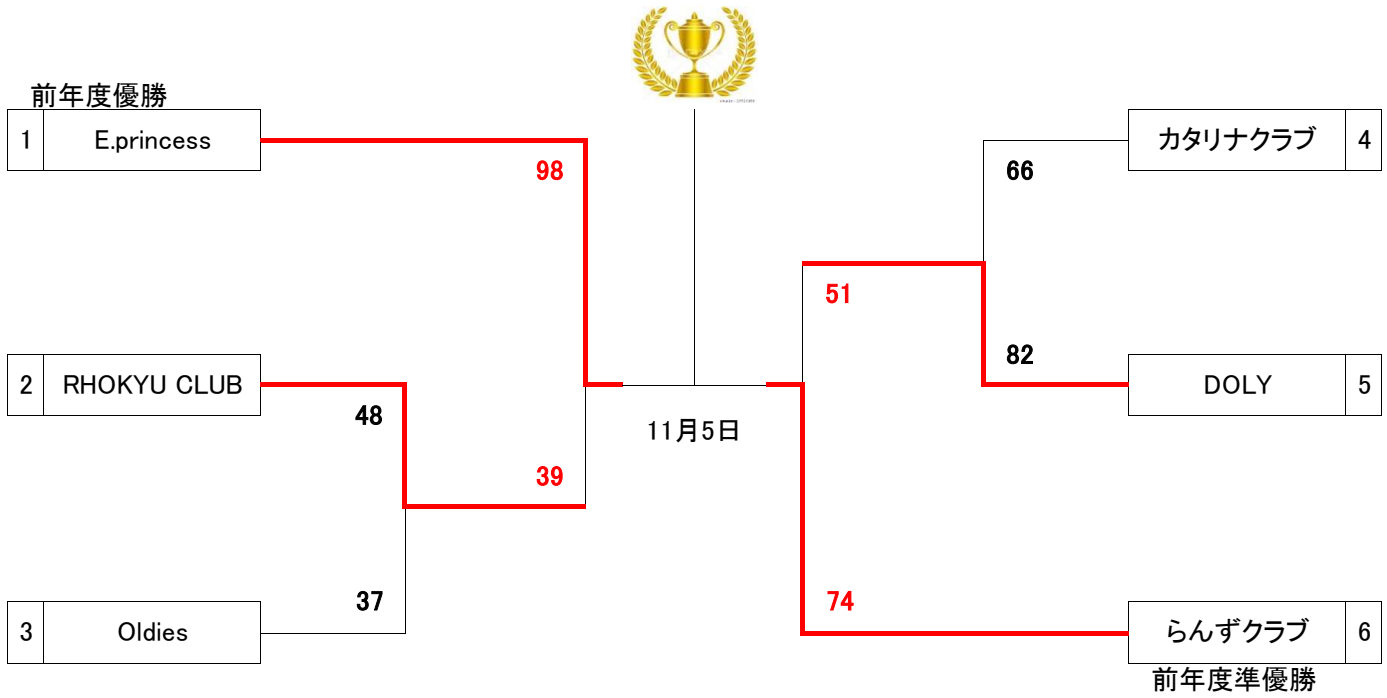 前年度優勝
1 E.princess
98
カタリナクラブ 4
66
51
82
2 RHOKYU CLUB
48
DOLY 5
11月5日
39
37
74
3 Oldies
らんずクラブ 6
前年度準優勝